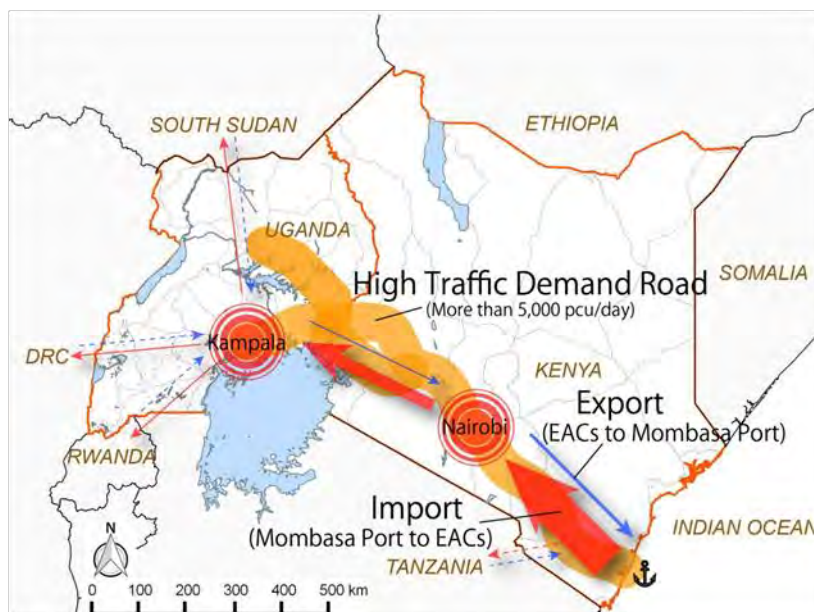 SOUTH SUDAN
ETHIOPIA
UGANDA
High Traffic Demand Road
(More than 5,000 pcu/day)
SOMALIA
DRC
Kampala
KENYA
Export
(EACs to Mombasa Port)
Nairobi
RWANDA
Import
(Mombasa Port to EACs)
INDIAN OCEAN
TANZANIA
N
0 100 200 300 400 500 km